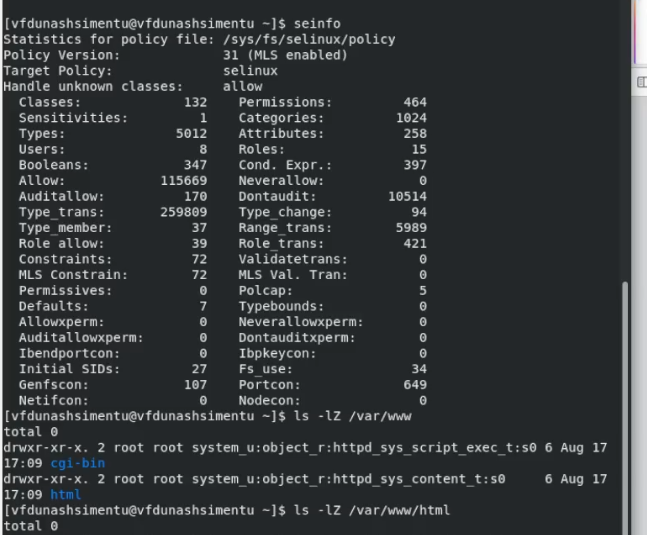 [vfdunashsimentu@vfdunashsimentu ~]$ seinfo
Statistics for policy file: /sys/fs/selinux/policy
Policy Version:             31 (MLS enabled)
Target Policy:              selinux
Handle unknown classes:     allow
  Classes:             132    Permissions:         464
  Sensitivities:         1    Categories:         1024
  Types:              5012    Attributes:          258
  Users:                 8    Roles:                15
  Booleans:            347    Cond. Expr.:         397
  Allow:            115669    Neverallow:            0
  Auditallow:          170    Dontaudit:         10514
  Type_trans:       259809    Type_change:          94
  Type_member:          37    Range_trans:        5989
  Role allow:           39    Role_trans:          421
  Constraints:          72    Validatetrans:         0
  MLS Constrain:        72    MLS Val. Tran:         0
  Permissives:           0    Polcap:                5
  Defaults:              7    Typebounds:            0
  Allowxperm:            0    Neverallowxperm:       0
  Auditallowxperm:       0    Dontauditxperm:        0
  Ibendportcon:          0    Ibpkeycon:             0
  Initial SIDs:         27    Fs_use:               34
  Genfscon:            107    Portcon:             649
  Netifcon:              0    Nodecon:               0
[vfdunashsimentu@vfdunashsimentu ~]$ ls -lZ /var/www
total 0
drwxr-xr-x. 2 root root system_u:object_r:httpd_sys_script_exec_t:s0 6 Aug 17
17:09 cgi-bin
drwxr-xr-x. 2 root root system_u:object_r:httpd_sys_content_t:s0     6 Aug 17
17:09 html
[vfdunashsimentu@vfdunashsimentu ~]$ ls -lZ /var/www/html
total 0